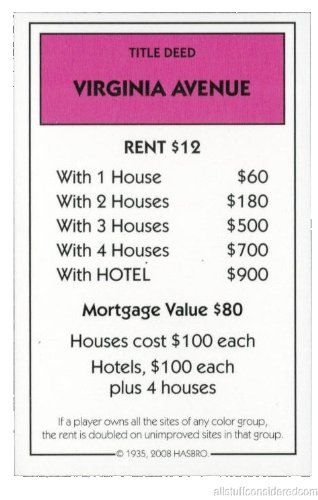 TITLE DEED
VIRGINIA AVENUE
RENT $12
With 1 House $60
With 2 Houses $180
With 3 Houses $500
With 4 Houses $700
With HOTEL $900
Mortgage Value $80
Houses cost $100 each
Hotels, $100 each
plus 4 houses
If a player owns all the sites of any color group,
the rent is doubled on unimproved sites in that group.
© 1935, 2008 HASBRO.
allstuffconsidered.com